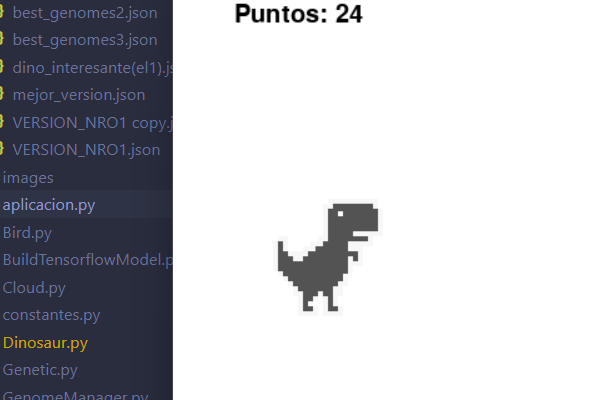 best_genomes2.json
best_genomes3.json
dino_interesante(el1).js
mejor_version.json
VERSION_NRO1 copy.j
VERSION_NRO1.json
images
aplicacion.py
Bird.py
BuildTensorflowModel.p
Cloud.py
constantes.py
Dinosaur.py
Genetic.py
GenomeManager.py
Puntos: 24